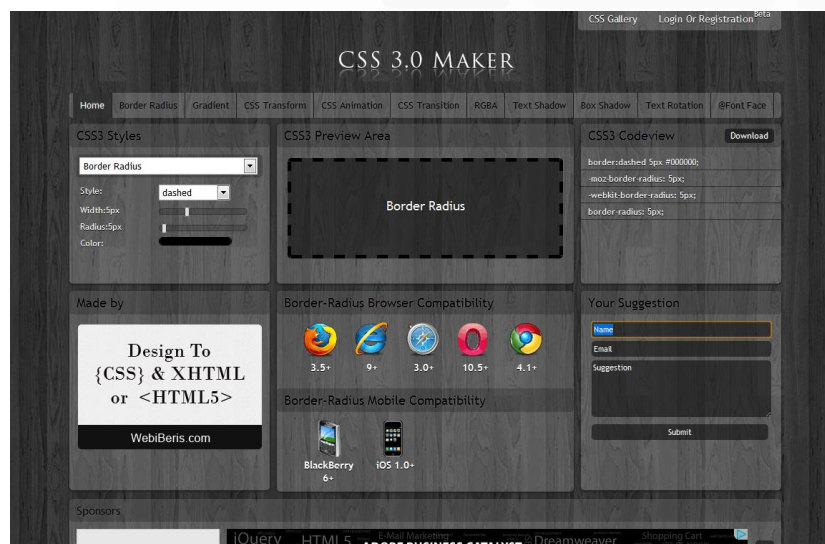 CSS Gallery Login Or Registration Beta
CSS 3.0 MAKER
Home Border Radius Gradient CSS Transform CSS Animation CSS Transition RGBA Text Shadow Box Shadow Text Rotation @Font Face
CSS3 Styles
Border Radius
Style: dashed
Width:5px
Radius:5px
Color:
CSS3 Preview Area
Border Radius
CSS3 Codeview Download
border:dashed 5px #000000;
-moz-border-radius: 5px;
-webkit-border-radius: 5px;
border-radius: 5px;
Made by
Design To
{CSS} & XHTML
or <HTML5>
WebiBeris.com
Border-Radius Browser Compatibility
3.5+ 9+ 3.0+ 10.5+ 4.1+
Border-Radius Mobile Compatibility
BlackBerry iOS 1.0+
6+
Your Suggestion
Name
Email
Suggestion
Submit
Sponsors
jQuery HTML5 E-Mail Marketing Dreamweaver Shopping Cart
ADOBE BUSINESS CATALYST